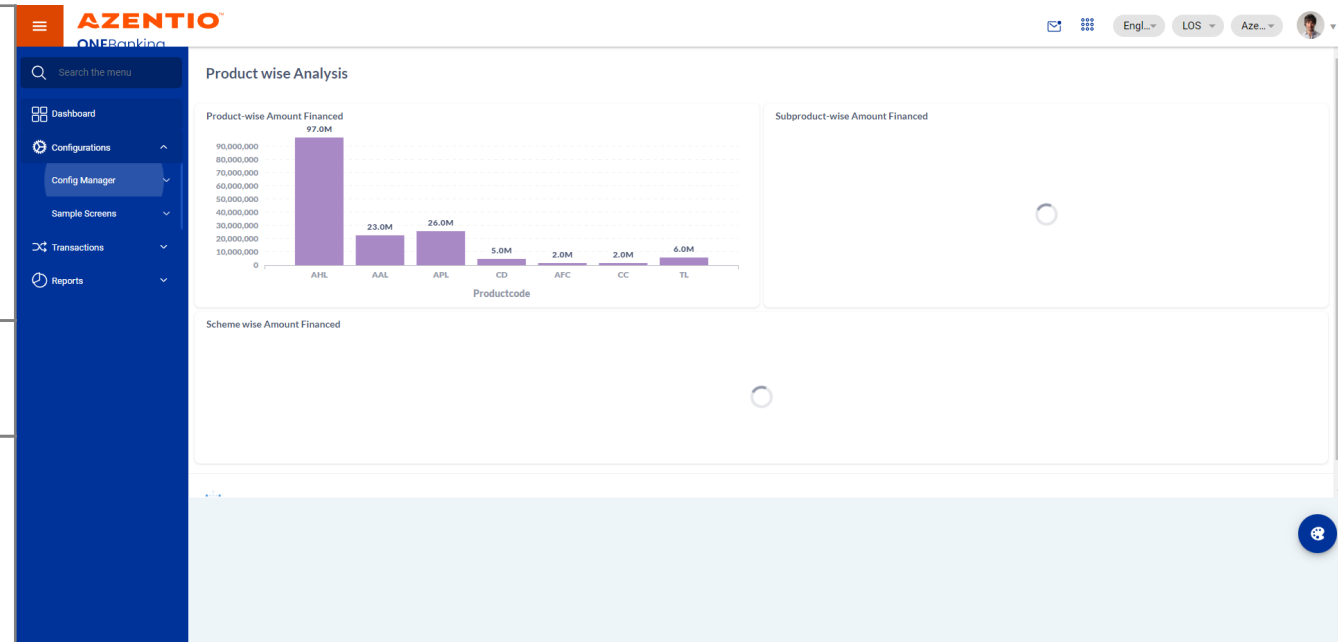 AZENTIO™
ONEBanking
Engl...
LOS
Aze...
Search the menu
Dashboard
Configurations
Config Manager
Sample Screens
Transactions
Reports
Product wise Analysis
Product-wise Amount Financed
97.0M
90,000,000
80,000,000
70,000,000
60,000,000
50,000,000
40,000,000
30,000,000
20,000,000
10,000,000
0
23.0M
26.0M
5.0M
2.0M
2.0M
6.0M
AHL AAL APL CD AFC CC TL
Productcode
Subproduct-wise Amount Financed
Scheme wise Amount Financed